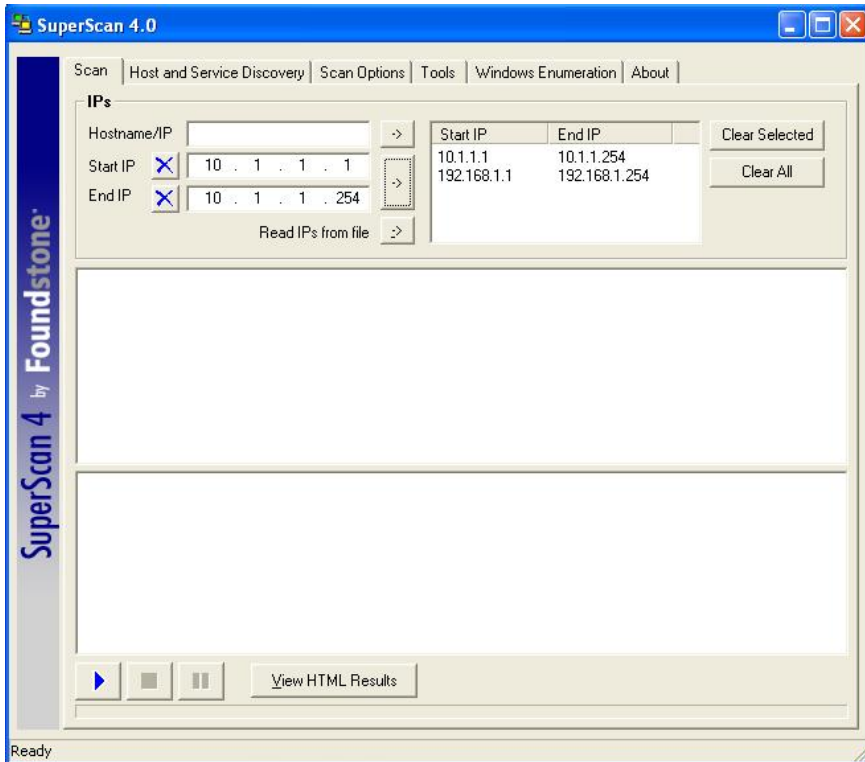 SuperScan 4.0
Scan Host and Service Discovery Scan Options Tools Windows Enumeration About
IPs
Hostname/IP ->
Start IP 10 . 1 . 1 . 1
End IP 10 . 1 . 1 . 254
->
Read IPs from file ->
Start IP End IP
10.1.1.1 10.1.1.254
192.168.1.1 192.168.1.254
Clear Selected
Clear All
SuperScan 4 by Foundstone
View HTML Results
Ready